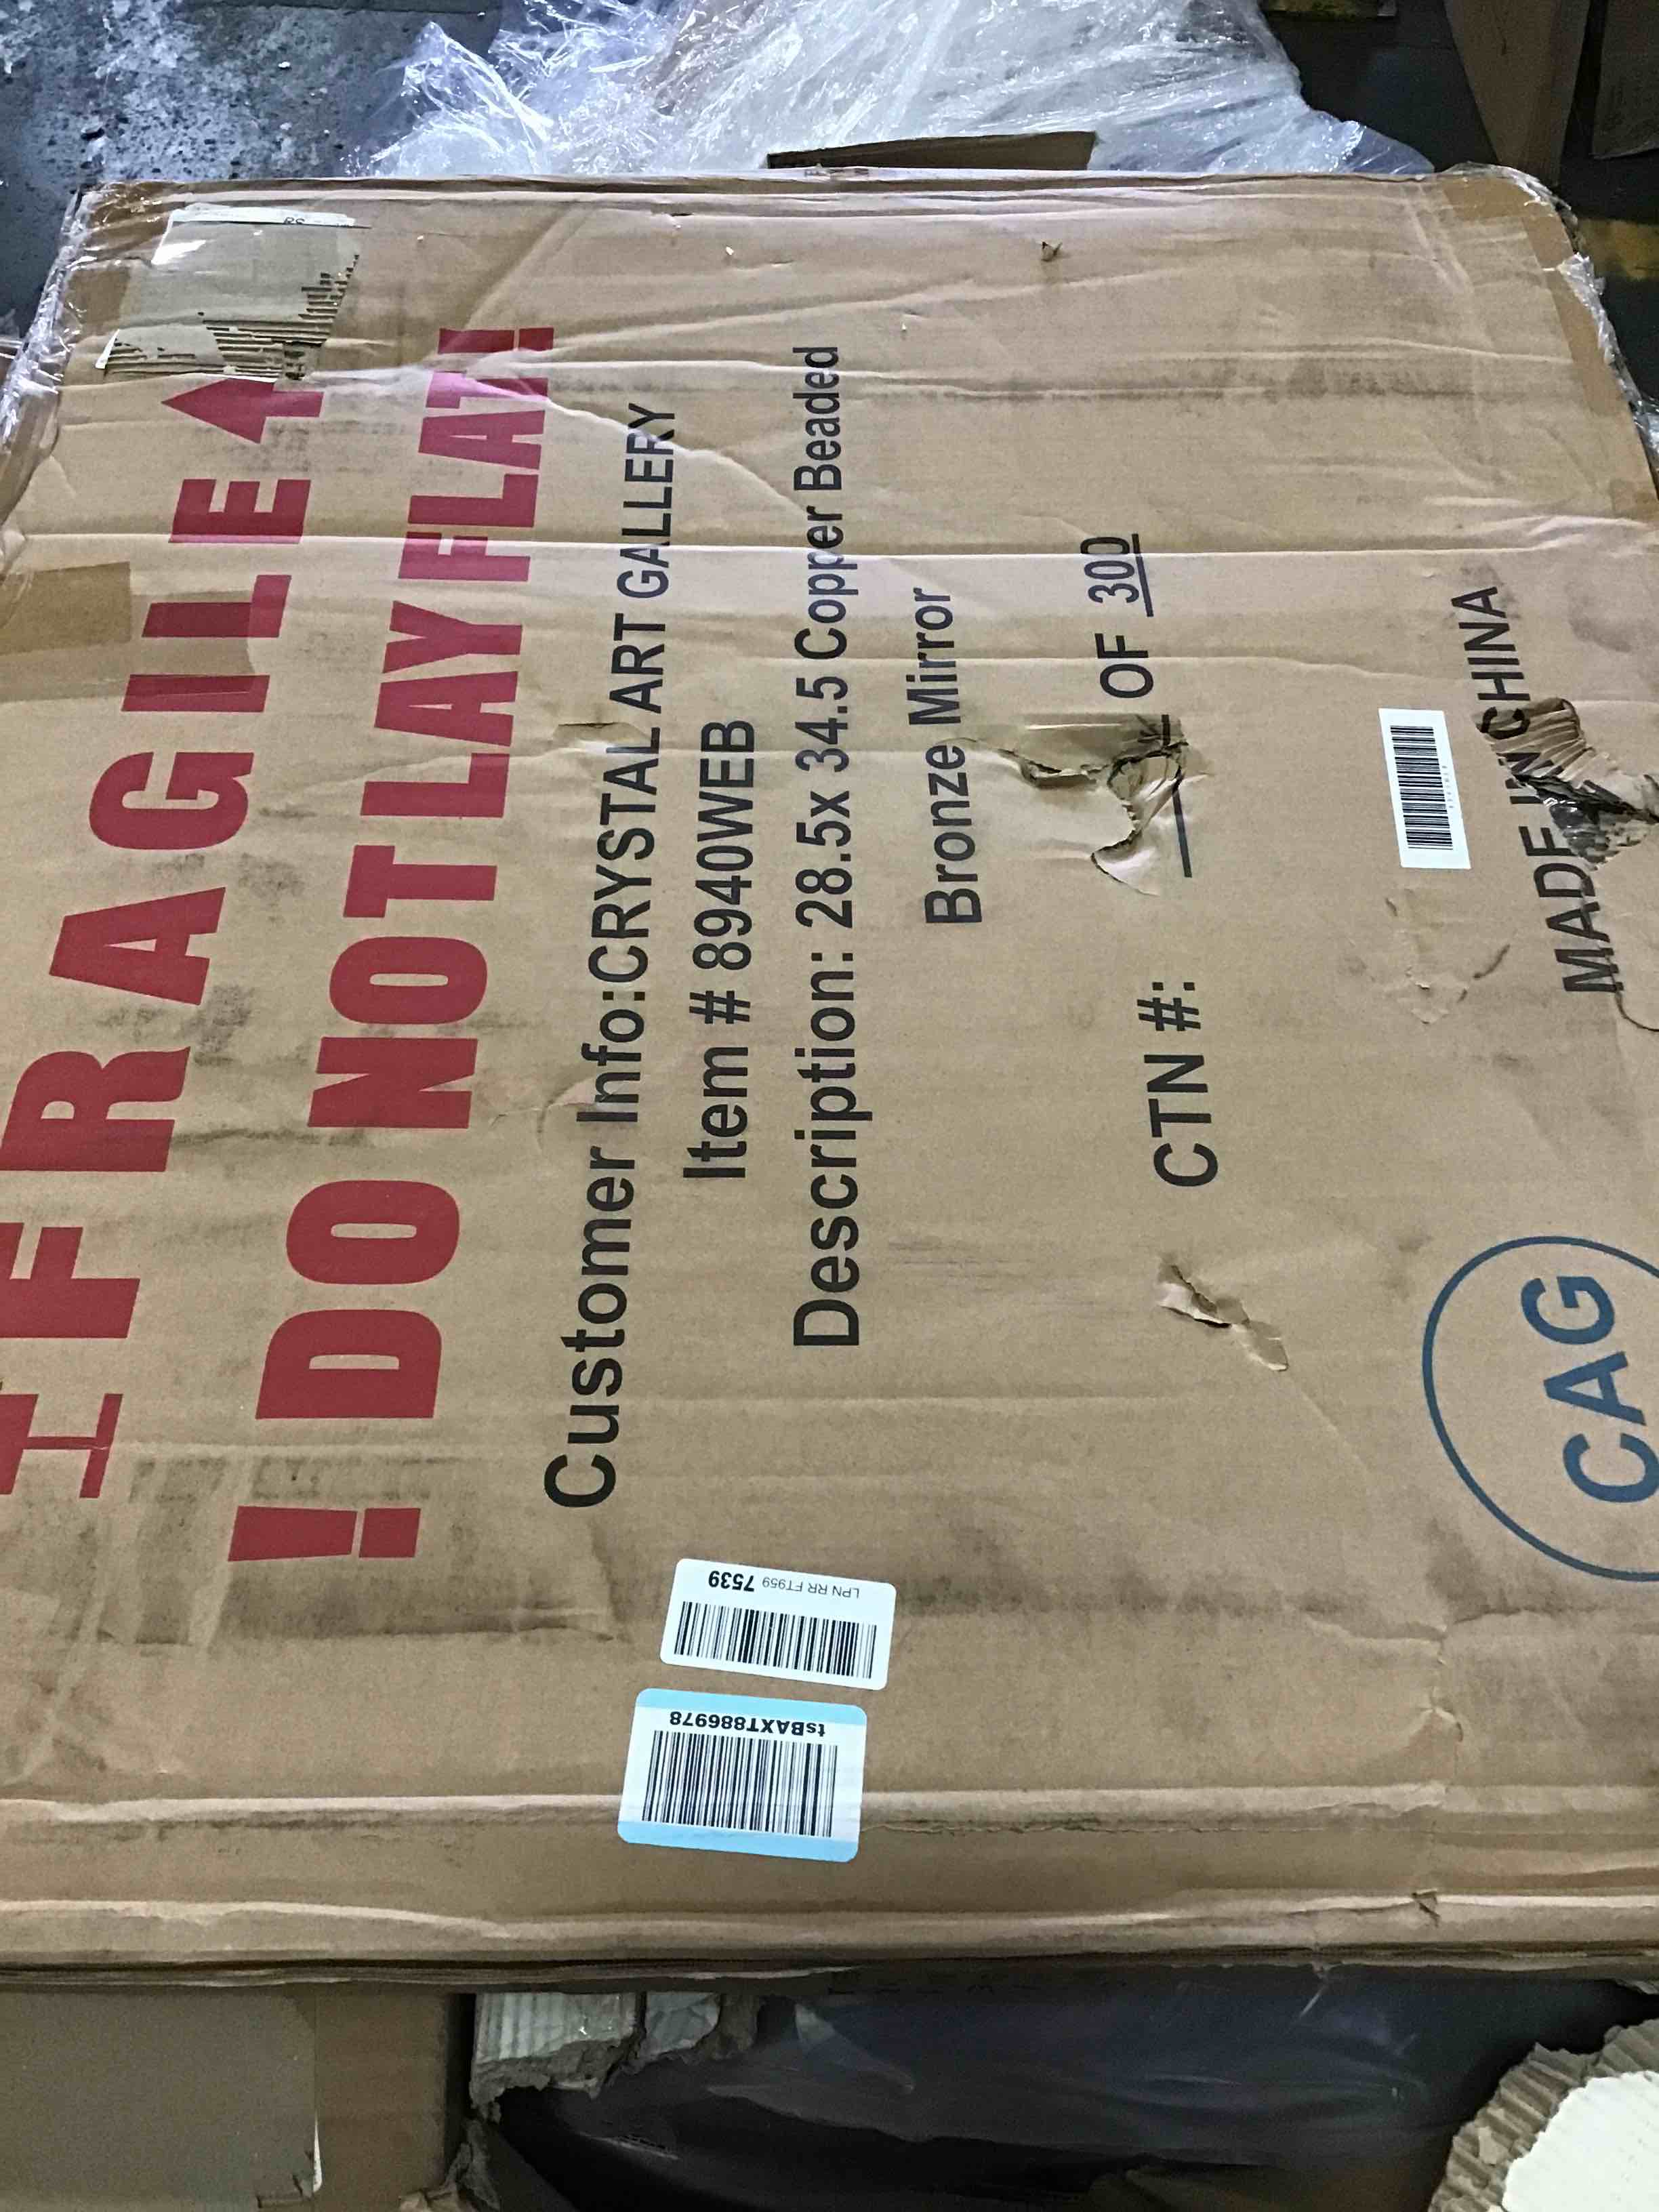 FRAGILE
! DO NOT LAY FLAT!
Customer Info:CRYSTAL ART GALLERY
Item # 8940WEB
Description: 28.5x 34.5 Copper Beaded
Bronze Mirror
CTN #: OF 300
MADE IN CHINA
CAG
LPN RR FT959 7539
tsBAXT886978